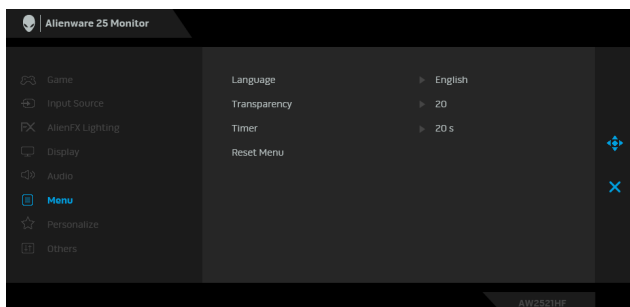 Alienware 25 Monitor
Game
Input Source
AlienFX Lighting
Display
Audio
Menu
Personalize
Others
Language English
Transparency 20
Timer 20 s
Reset Menu
AW2521HF